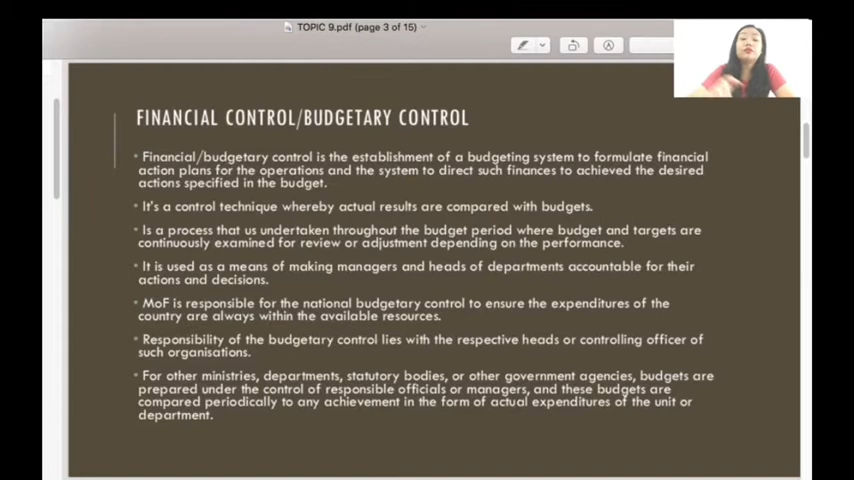 TOPIC 9.pdf (page 3 of 15)
FINANCIAL CONTROL/BUDGETARY CONTROL
• Financial/budgetary control is the establishment of a budgeting system to formulate financial
action plans for the operations and the system to direct such finances to achieved the desired
actions specified in the budget.
• It's a control technique whereby actual results are compared with budgets.
• Is a process that us undertaken throughout the budget period where budget and targets are
continuously examined for review or adjustment depending on the performance.
• It is used as a means of making managers and heads of departments accountable for their
actions and decisions.
• MoF is responsible for the national budgetary control to ensure the expenditures of the
country are always within the available resources.
• Responsibility of the budgetary control lies with the respective heads or controlling officer of
such organisations.
• For other ministries, departments, statutory bodies, or other government agencies, budgets are
prepared under the control of responsible officials or managers, and these budgets are
compared periodically to any achievement in the form of actual expenditures of the unit or
department.